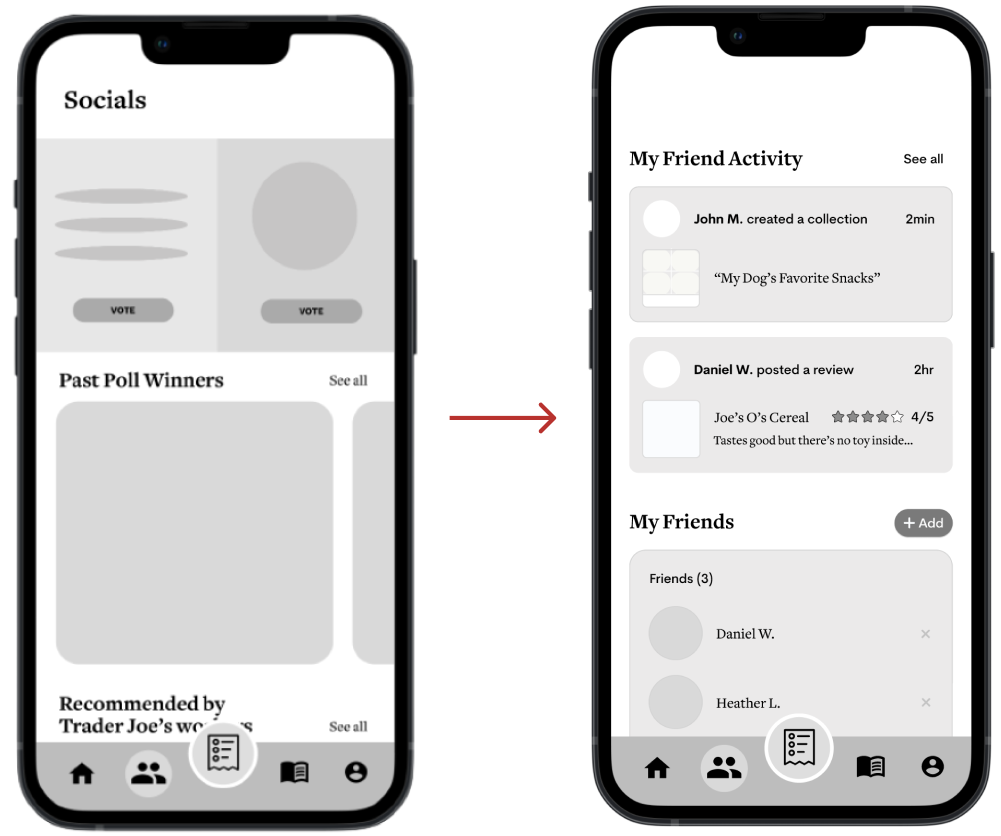 Socials
VOTE
VOTE
Past Poll Winners
See all
Recommended by
Trader Joe's workers
See all
My Friend Activity
See all
John M. created a collection
2min
“My Dog’s Favorite Snacks”
Daniel W. posted a review
2hr
Joe’s O’s Cereal
4/5
Tastes good but there’s no toy inside...
My Friends
+ Add
Friends (3)
Daniel W.
×
Heather L.
×